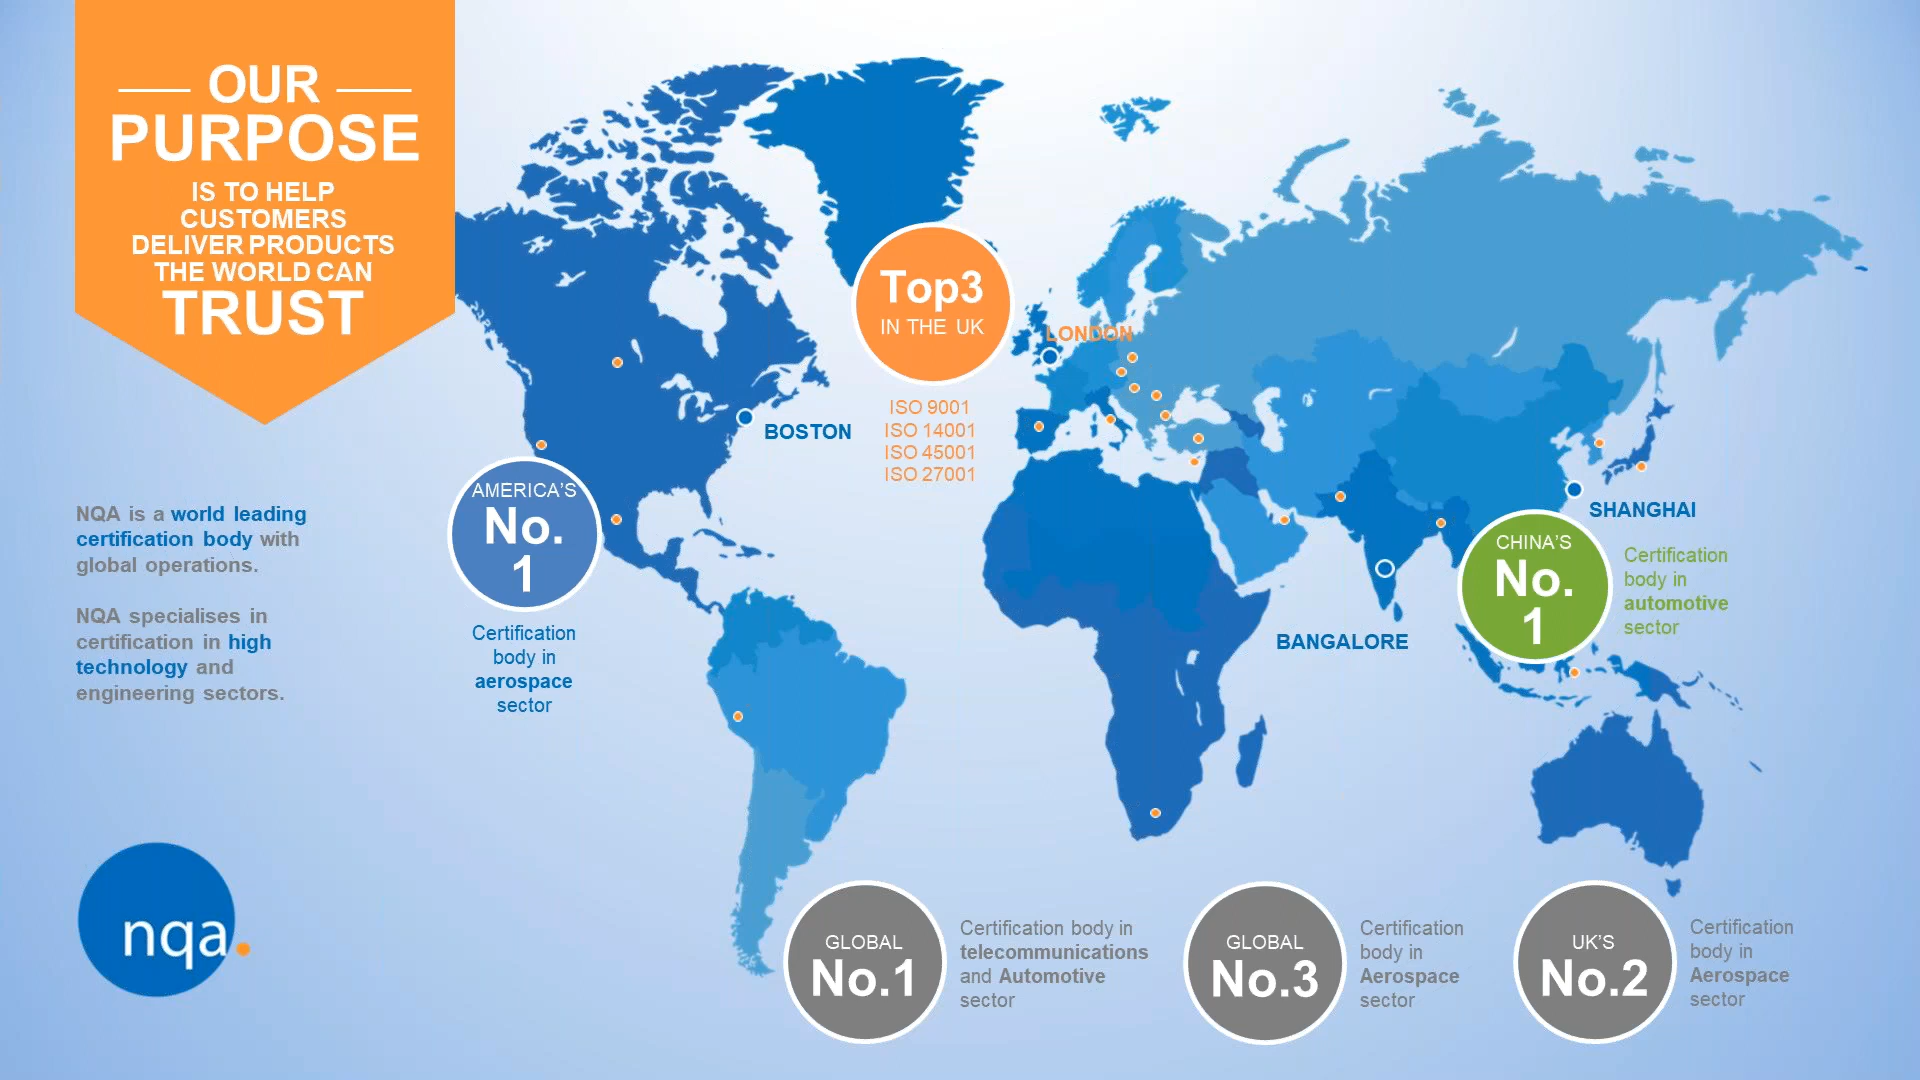 OUR
PURPOSE
IS TO HELP
CUSTOMERS
DELIVER PRODUCTS
THE WORLD CAN
TRUST
NQA is a world leading
certification body with
global operations.
NQA specialises in
certification in high
technology and
engineering sectors.
nqa.
AMERICA'S
No.
1
Certification
body in
aerospace
sector
BOSTON
Top3
IN THE UK
ISO 9001
ISO 14001
ISO 45001
ISO 27001
LONDON
BANGALORE
SHANGHAI
CHINA'S
No.
1
Certification
body in
automotive
sector
GLOBAL
No.1
Certification body in
telecommunications
and Automotive
sector
GLOBAL
No.3
Certification
body in
Aerospace
sector
UK'S
No.2
Certification
body in
Aerospace
sector